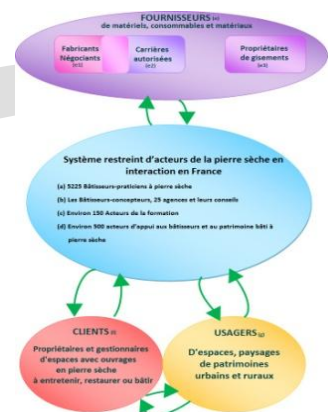 FOURNISSEURS (e)
de matériels, consommables et matériaux
Fabricants
Négociants
(e1)
Carrières
autorisées
(e2)
Propriétaires
de gisements
(e3)
Système restreint d'acteurs de la pierre sèche en
interaction en France
(a) 5225 Bâtisseurs-praticiens à pierre sèche
(b) Les Bâtisseurs-concepteurs, 25 agences et leurs conseils
(c) Environ 150 Acteurs de la formation
(d) Environ 500 acteurs d'appui aux bâtisseurs et au patrimoine bâti à
pierre sèche
CLIENTS (f)
Propriétaires et gestionnaires
d'espaces avec ouvrages
en pierre sèche
à entretenir, restaurer ou bâtir
USAGERS (g)
D'espaces, paysages
de patrimoines
urbains et ruraux